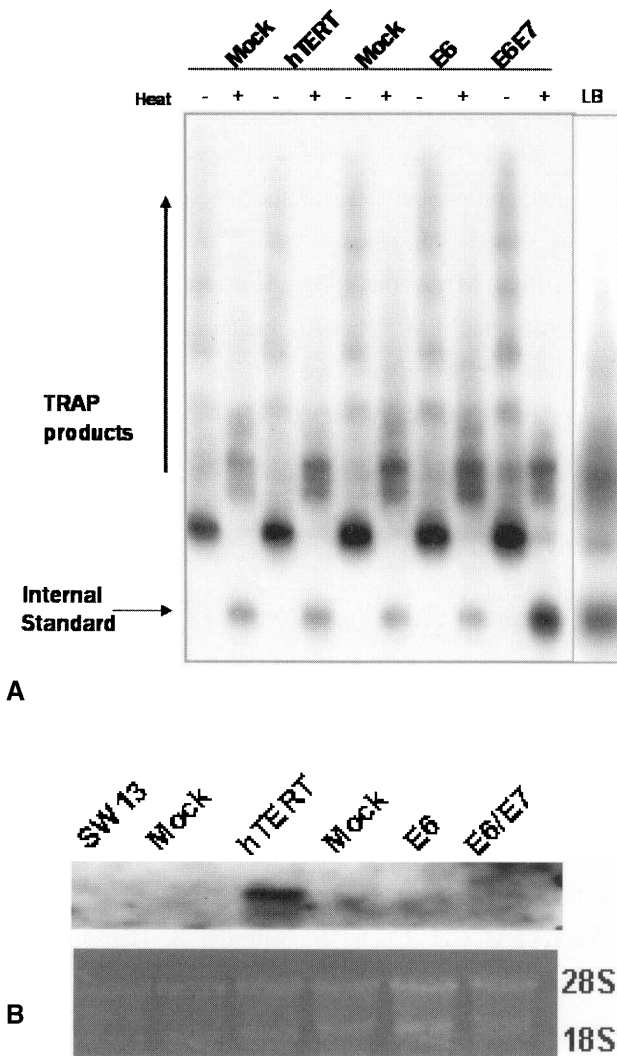 Mock hTERT Mock E6 E6E7
Heat - + - + - + - + - + LB
TRAP
products
Internal
Standard
A
SW13 Mock hTERT Mock E6 E6/E7
28S
B
18S